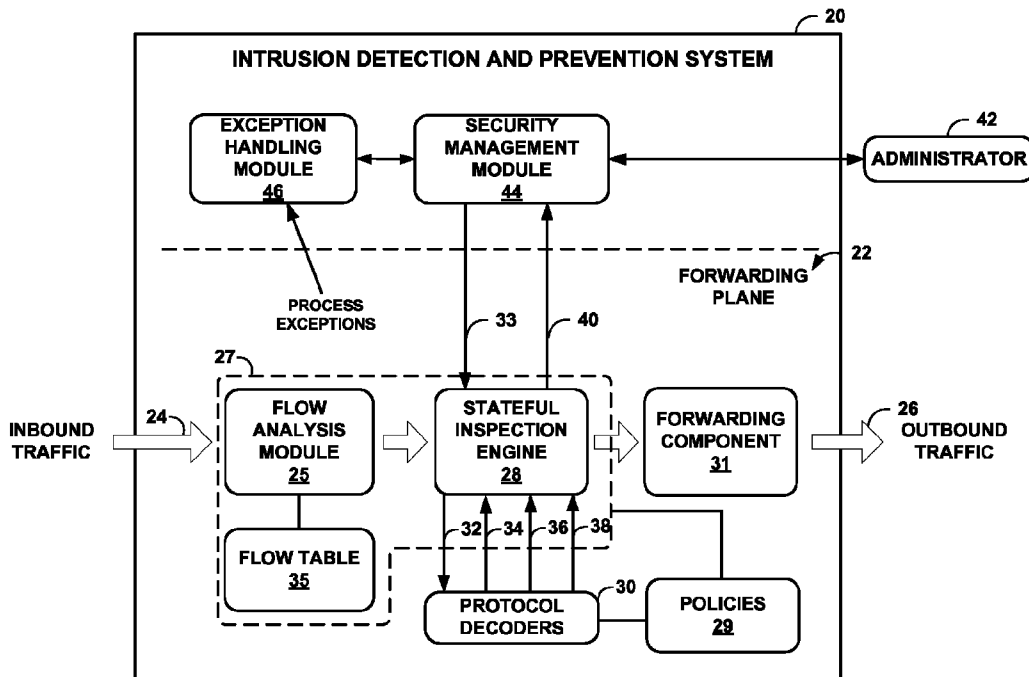 20
INTRUSION DETECTION AND PREVENTION SYSTEM
EXCEPTION
HANDLING
MODULE
46
SECURITY
MANAGEMENT
MODULE
44
42
ADMINISTRATOR
22
FORWARDING
PLANE
PROCESS
EXCEPTIONS
33
40
27
INBOUND
TRAFFIC
24
FLOW
ANALYSIS
MODULE
25
STATEFUL
INSPECTION
ENGINE
28
FORWARDING
COMPONENT
31
26
OUTBOUND
TRAFFIC
32
34
36
38
FLOW TABLE
35
30
PROTOCOL
DECODERS
POLICIES
29